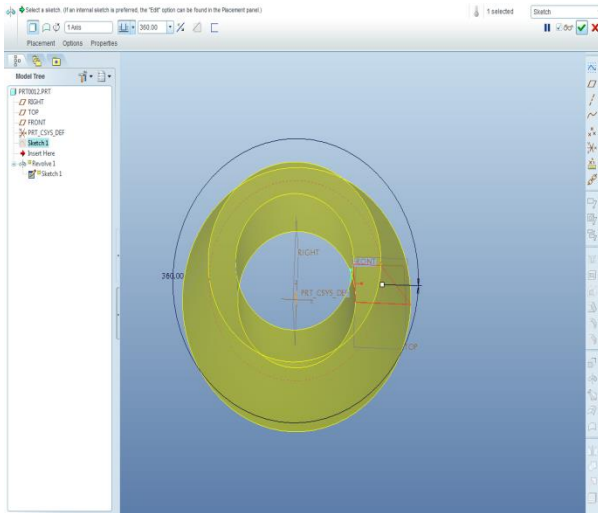 Select a sketch. (If an internal sketch is preferred, the "Edit" option can be found in the Placement panel.)
1 selected
Sketch
1 Axis
360.00
Placement Options Properties
Model Tree
PRT0012.PRT
RIGHT
TOP
FRONT
PRT_CSYS_DEF
Sketch 1
Insert Here
Revolve 1
Sketch 1
RIGHT
FRONT
360.00
PRT_CSYS_DEF
TOP